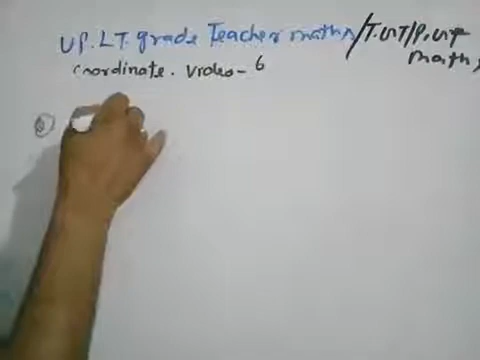 UP. LT. grade Teacher maths/T.GT/P.GT
maths
coordinate. Video-6